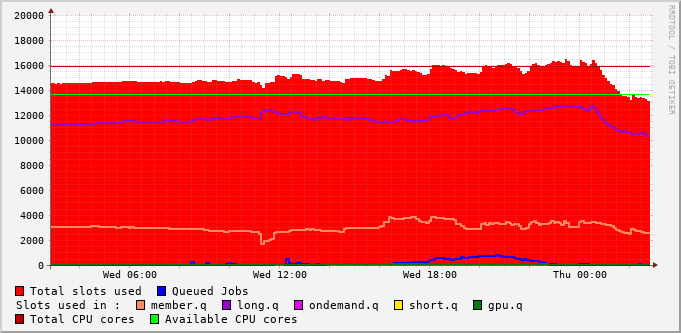 20000
18000
16000
14000
12000
10000
8000
6000
4000
2000
0
Wed 06:00 Wed 12:00 Wed 18:00 Thu 00:00
RRDTOOL / TOBI OETIKER
Total slots used Queued Jobs
Slots used in : member.q long.q ondemand.q short.q gpu.q
Total CPU cores Available CPU cores